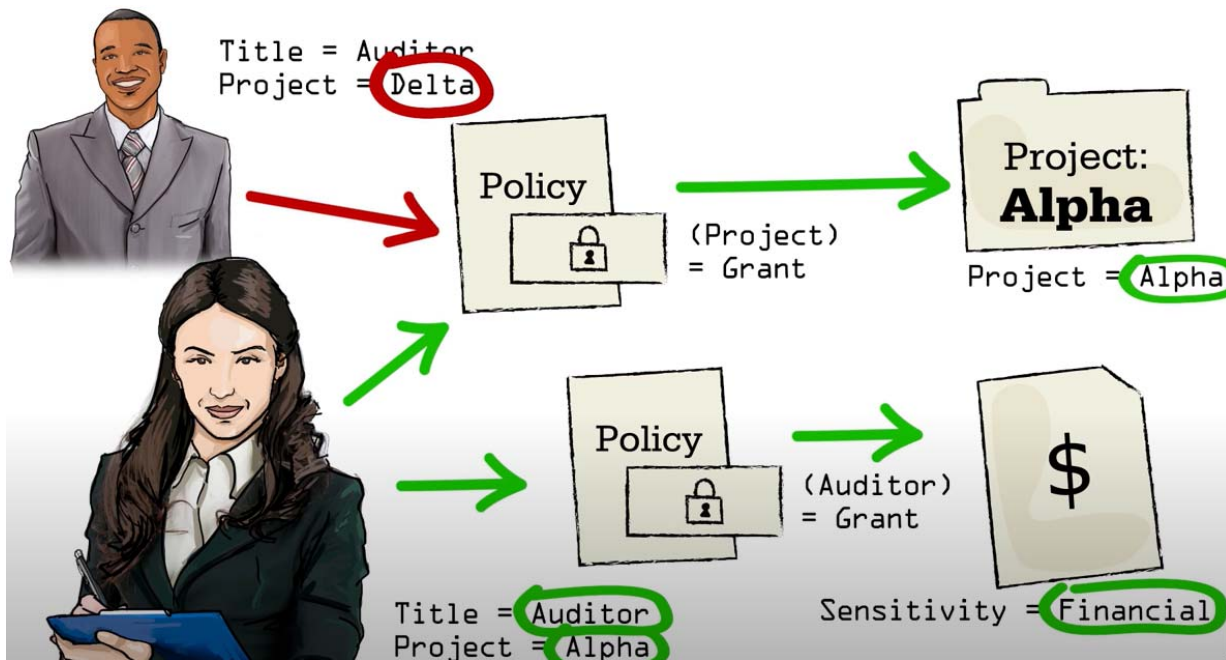 Title = Auditor
Project = Delta
Policy
(Project)
= Grant
Project:
Alpha
Project = Alpha
Policy
(Auditor)
= Grant
$
Sensitivity = Financial
Title = Auditor
Project = Alpha